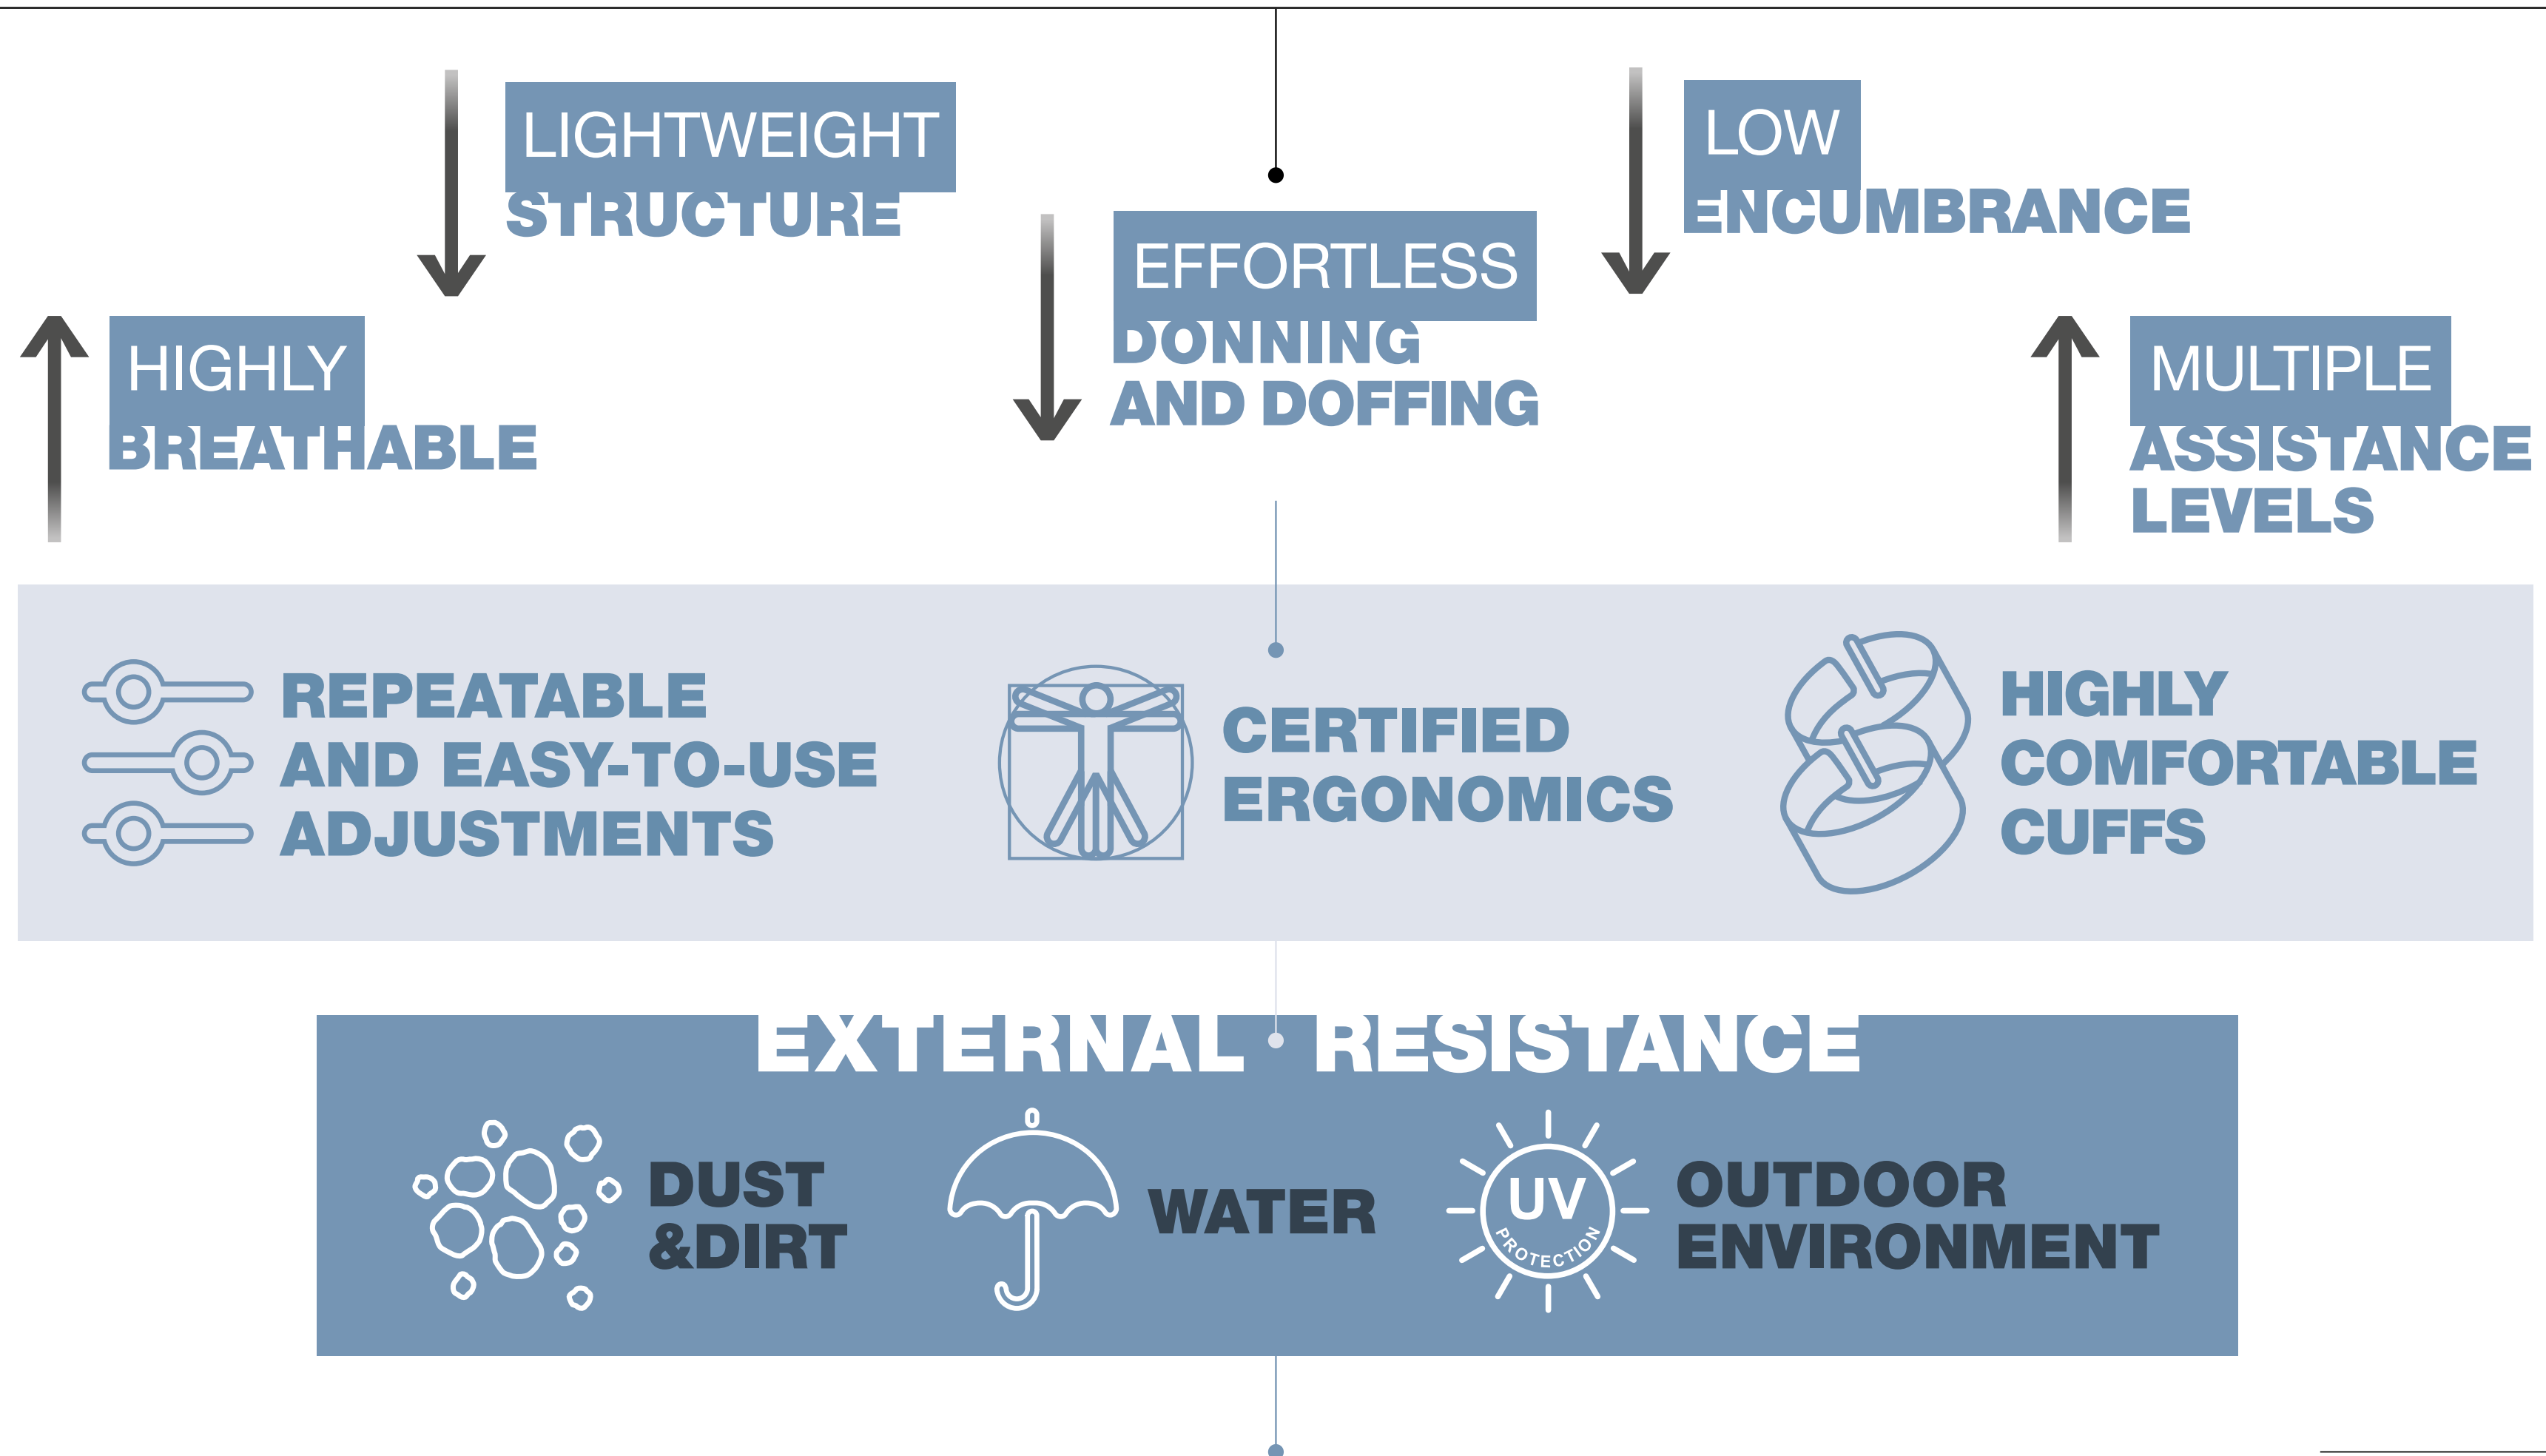 LIGHTWEIGHT
STRUCTURE
LOW
ENCUMBRANCE
EFFORTLESS
DONNING
AND DOFFING
HIGHLY
BREATHABLE
MULTIPLE
ASSISTANCE
LEVELS
REPEATABLE
AND EASY-TO-USE
ADJUSTMENTS
CERTIFIED
ERGONOMICS
HIGHLY
COMFORTABLE
CUFFS
EXTERNAL RESISTANCE
DUST
&DIRT
WATER
UV
PROTECTION
OUTDOOR
ENVIRONMENT